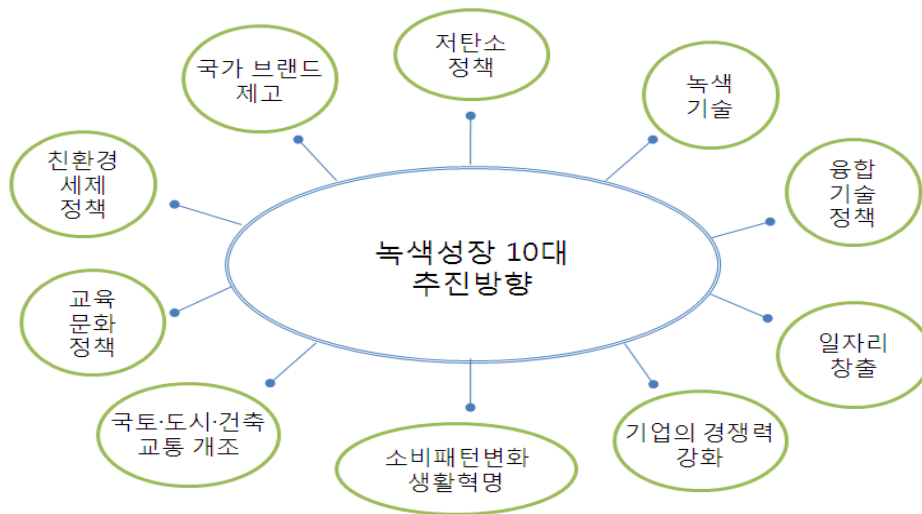 저탄소
정책
국가 브랜드
제고
녹색
기술
친환경
세제
정책
융합
기술
정책
녹색성장 10대
추진방향
교육
문화
정책
일자리
창출
국토·도시·건축
교통 개조
기업의 경쟁력
강화
소비패턴변화
생활혁명